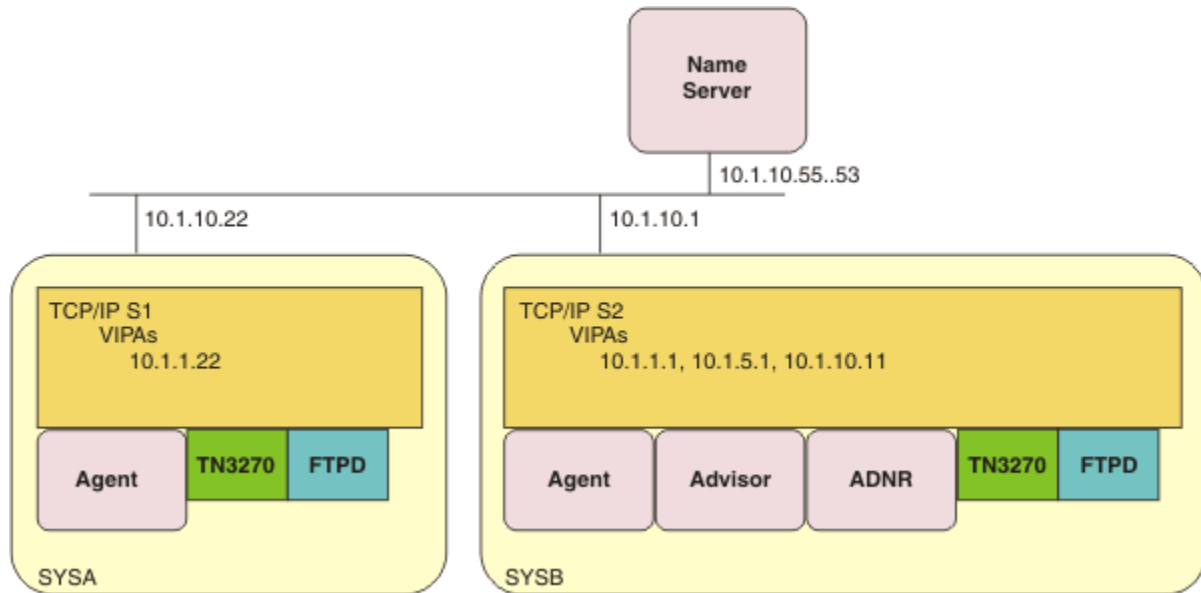 Name
Server
10.1.10.55..53
10.1.10.22
10.1.10.1
TCP/IP S1
VIPAs
10.1.1.22
Agent
TN3270
FTPD
SYSA
TCP/IP S2
VIPAs
10.1.1.1, 10.1.5.1, 10.1.10.11
Agent
Advisor
ADNR
TN3270
FTPD
SYSB